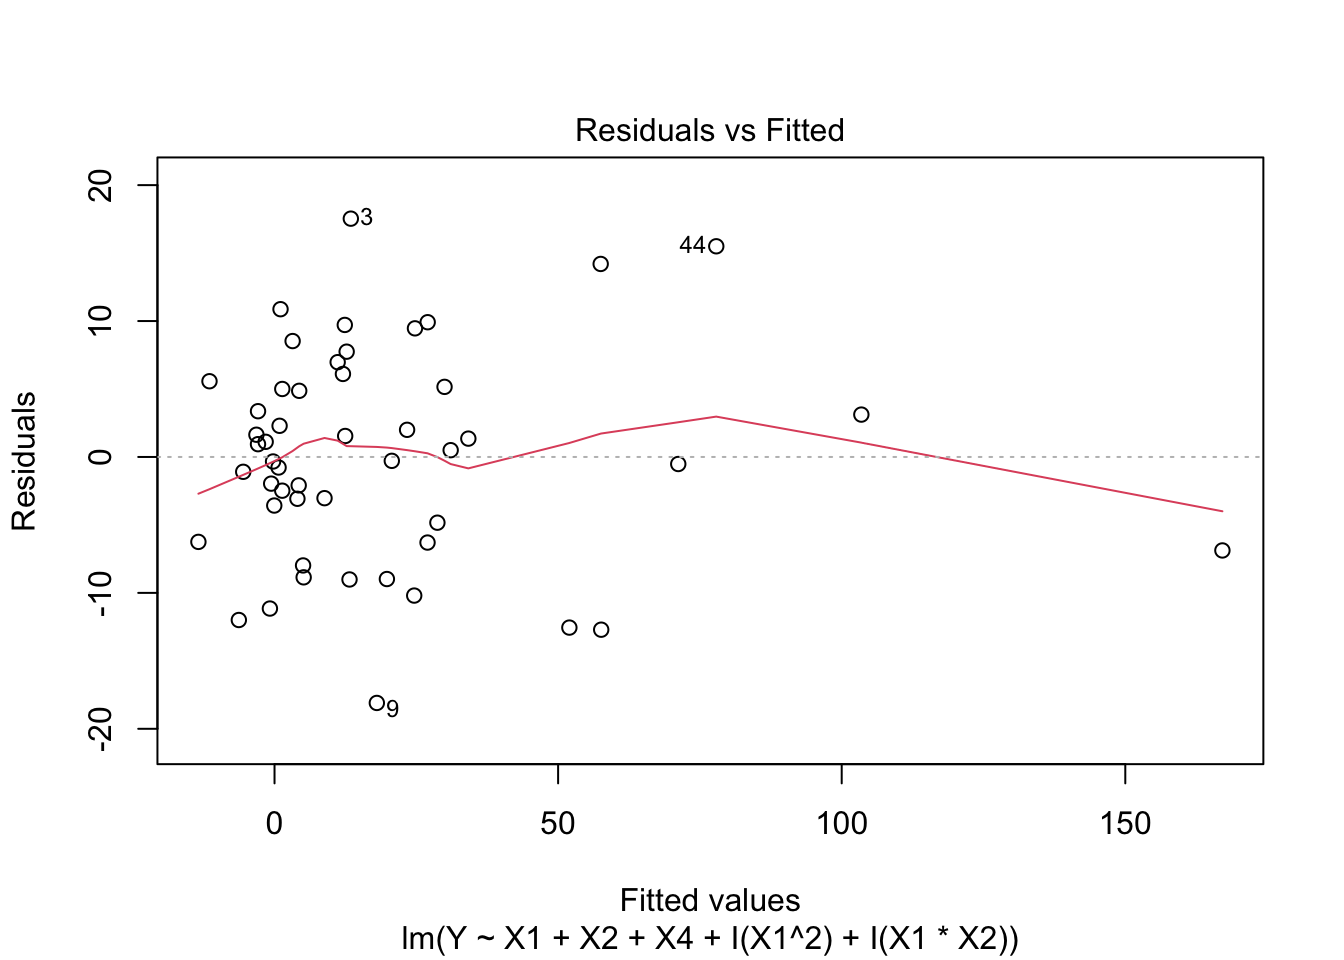 Residuals vs Fitted
20
10
0
-10
-20
Residuals
3
44
9
0 50 100 150
Fitted values
lm(Y ~ X1 + X2 + X4 + I(X1^2) + I(X1 * X2))